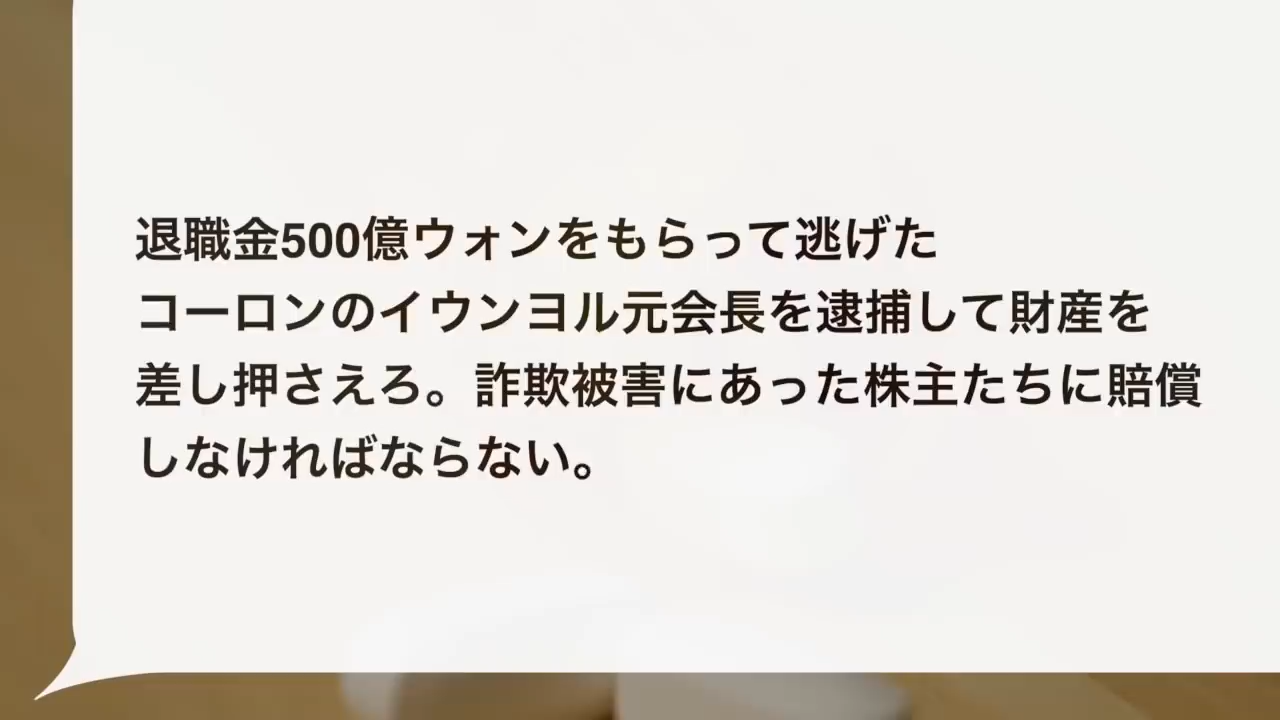 退職金500億ウォンをもらって逃げた
コーロンのイウンヨル元会長を逮捕して財産を
差し押さえろ。詐欺被害にあった株主たちに賠償
しなければならない。